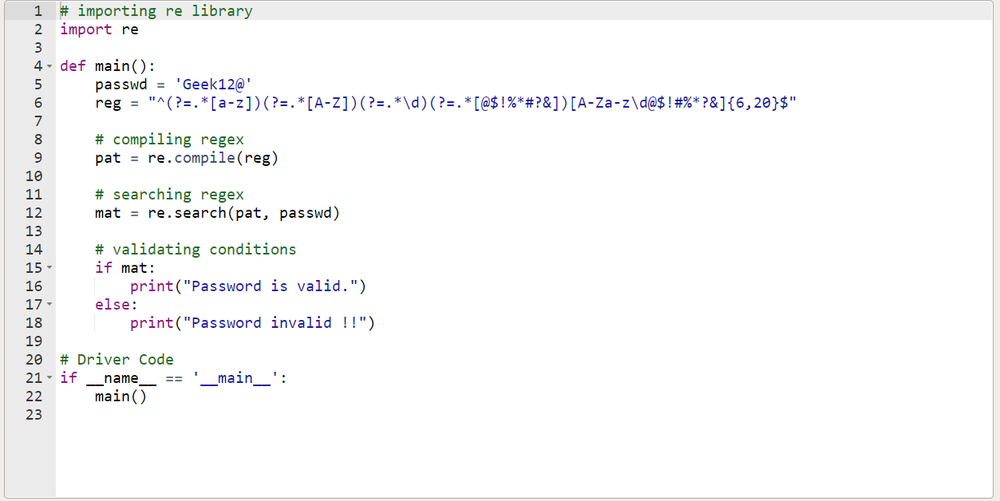 1 # importing re library
2 import re
3
4 def main():
5     passwd = 'Geek12@'
6     reg = "^(?=.*[a-z])(?=.*[A-Z])(?=.*\d)(?=.*[@$!%*#?&])[A-Za-z\d@$!#%*?&]{6,20}$"
7
8     # compiling regex
9     pat = re.compile(reg)
10
11     # searching regex
12     mat = re.search(pat, passwd)
13
14     # validating conditions
15     if mat:
16         print("Password is valid.")
17     else:
18         print("Password invalid !!")
19
20 # Driver Code
21 if __name__ == '__main__':
22     main()
23